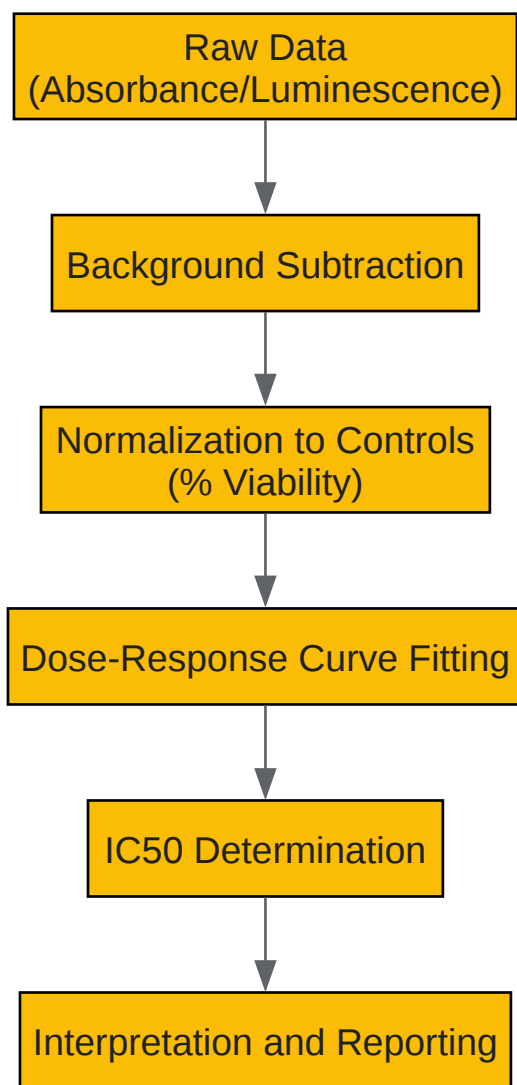 Raw Data
(Absorbance/Luminescence)
Background Subtraction
Normalization to Controls
(% Viability)
Dose-Response Curve Fitting
IC50 Determination
Interpretation and Reporting